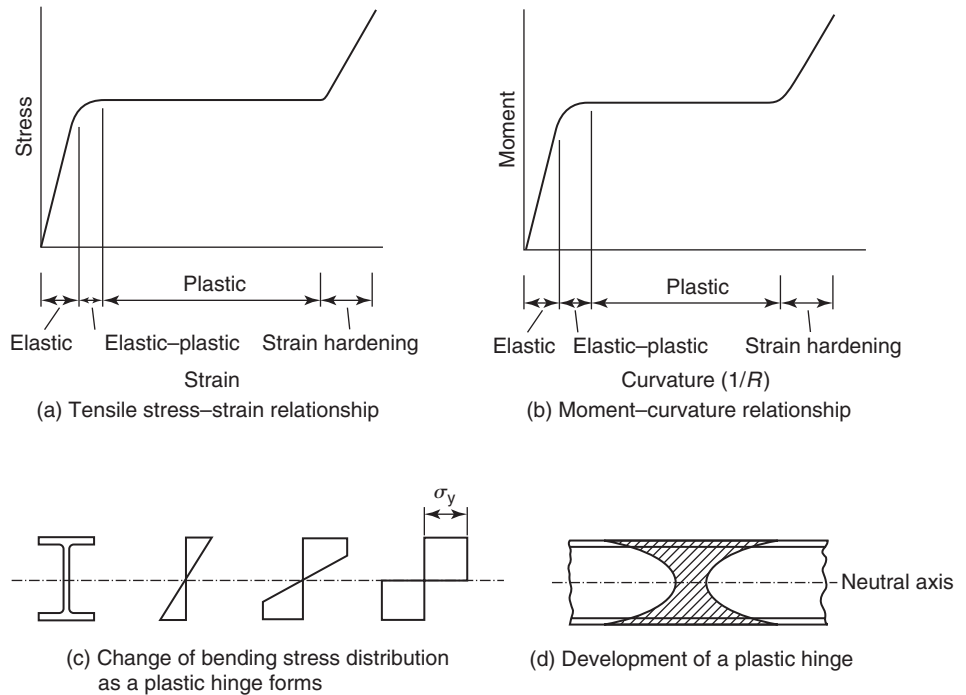 Stress
Elastic
Elastic–plastic
Plastic
Strain hardening
Strain
(a) Tensile stress–strain relationship
Moment
Elastic
Elastic–plastic
Plastic
Strain hardening
Curvature (1/R)
(b) Moment–curvature relationship
σy
(c) Change of bending stress distribution
as a plastic hinge forms
Neutral axis
(d) Development of a plastic hinge